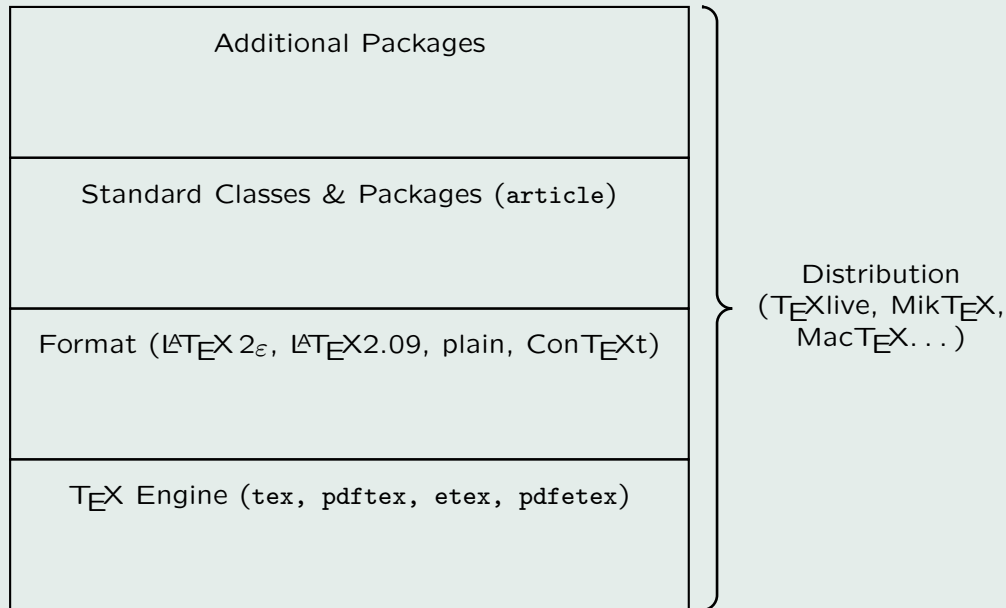 Additional Packages
Standard Classes & Packages (article)
Format (LATEX 2ε, LATEX2.09, plain, ConTEXt)
TEX Engine (tex, pdftex, etex, pdfetex)
Distribution
(TEXlive, MikTEX,
MacTEX...)